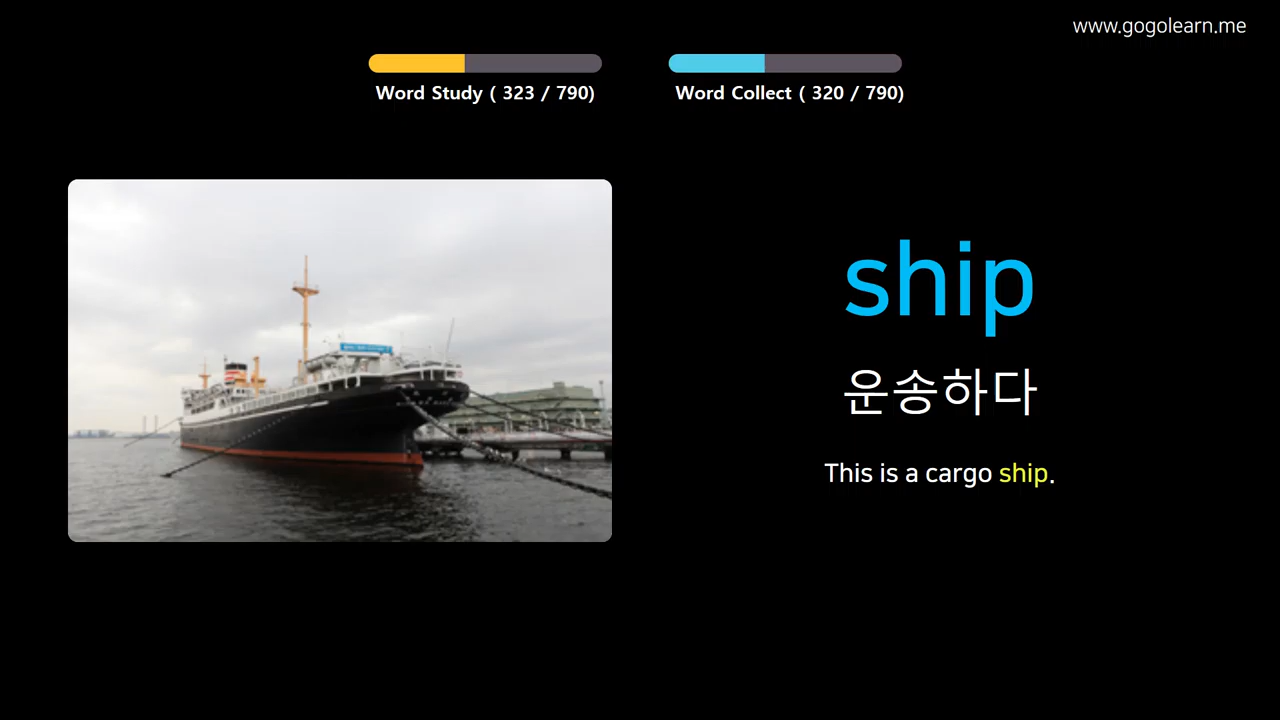 www.gogolearn.me
Word Study ( 323 / 790)
Word Collect ( 320 / 790)
ship
운송하다
This is a cargo ship.